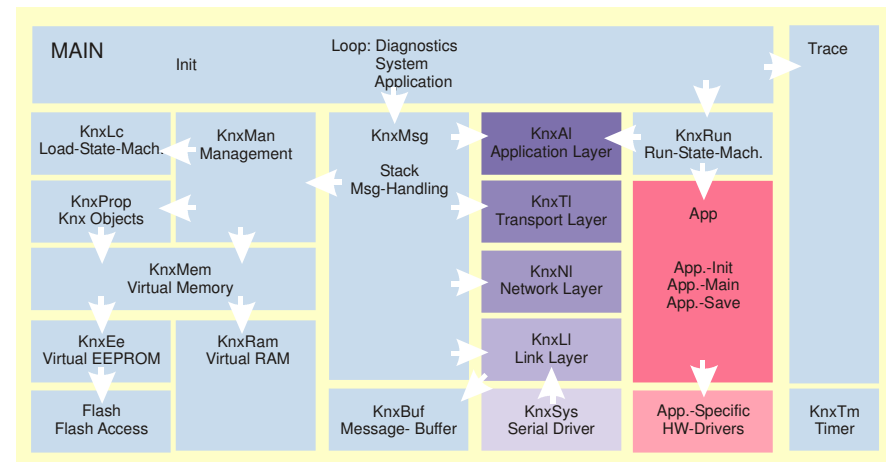 MAIN
Init
Loop: Diagnostics
System
Application
Trace
KnxLc
Load-State-Mach.
KnxMan
Management
KnxMsg
Stack
Msg-Handling
KnxAl
Application Layer
KnxRun
Run-State-Mach.
KnxProp
Knx Objects
KnxTl
Transport Layer
App
App.-Init
App.-Main
App.-Save
KnxMem
Virtual Memory
KnxNl
Network Layer
KnxEe
Virtual EEPROM
KnxRam
Virtual RAM
KnxLl
Link Layer
Flash
Flash Access
KnxBuf
Message- Buffer
KnxSys
Serial Driver
App.-Specific
HW-Drivers
KnxTm
Timer